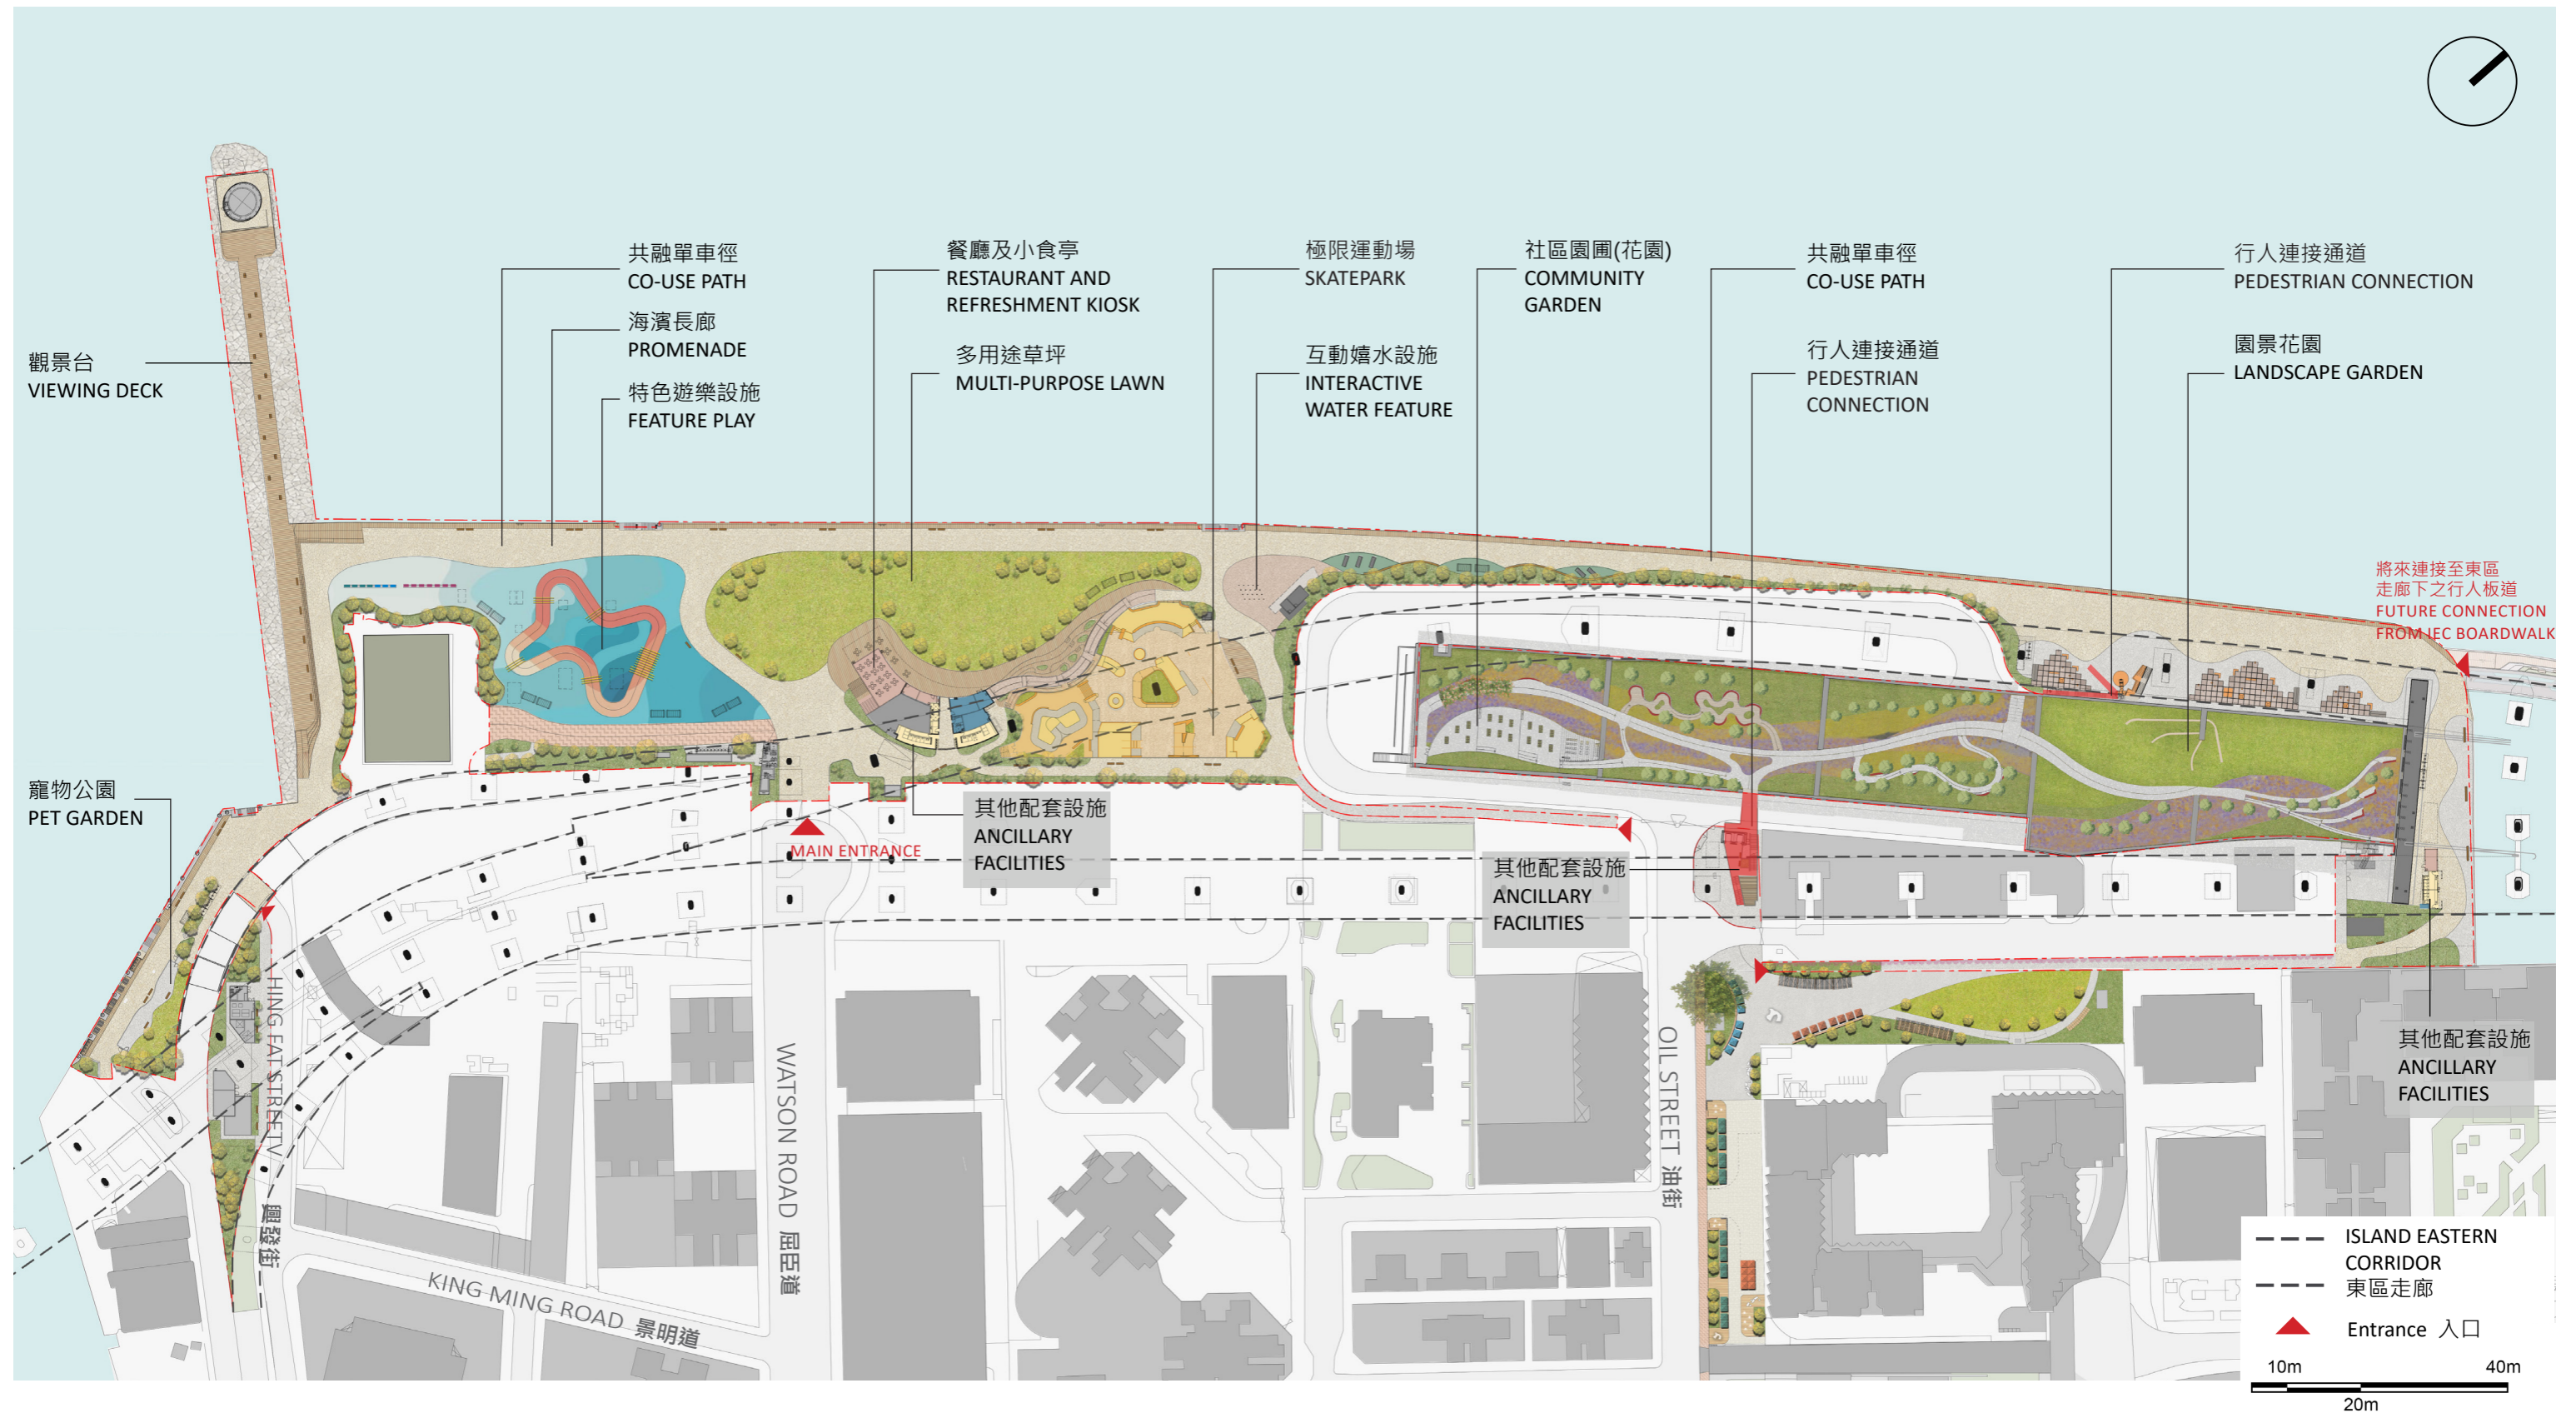 觀景台
VIEWING DECK
共融單車徑
CO-USE PATH
海濱長廊
PROMENADE
特色遊樂設施
FEATURE PLAY
餐廳及小食亭
RESTAURANT AND
REFRESHMENT KIOSK
多用途草坪
MULTI-PURPOSE LAWN
極限運動場
SKATEPARK
互動嬉水設施
INTERACTIVE
WATER FEATURE
社區園圃(花園)
COMMUNITY
GARDEN
共融單車徑
CO-USE PATH
行人連接通道
PEDESTRIAN
CONNECTION
行人連接通道
PEDESTRIAN CONNECTION
園景花園
LANDSCAPE GARDEN
將來連接至東區
走廊下之行人板道
FUTURE CONNECTION
FROM IEC BOARDWALK
寵物公園
PET GARDEN
MAIN ENTRANCE
其他配套設施
ANCILLARY
FACILITIES
其他配套設施
ANCILLARY
FACILITIES
其他配套設施
ANCILLARY
FACILITIES
HING FAT STREET 興發街
KING MING ROAD 景明道
WATSON ROAD 屈臣道
OIL STREET 油街
ISLAND EASTERN
CORRIDOR
東區走廊
Entrance 入口
10m 40m
20m